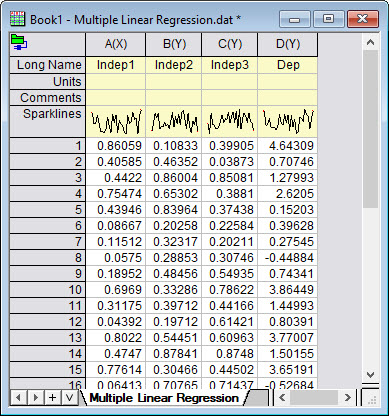 Book1 - Multiple Linear Regression.dat *
A(X) B(Y) C(Y) D(Y)
Long Name Indep1 Indep2 Indep3 Dep
Units
Comments
Sparklines
1 0.86059 0.10833 0.39905 4.64309
2 0.40585 0.46352 0.03873 0.70746
3 0.4422 0.86004 0.85081 1.27993
4 0.75474 0.65302 0.3881 2.6205
5 0.43946 0.83964 0.37438 0.15203
6 0.08667 0.20258 0.22584 0.39628
7 0.11512 0.32317 0.20211 0.27545
8 0.0575 0.28853 0.30746 -0.44884
9 0.18952 0.48456 0.54935 0.74341
10 0.6969 0.33286 0.78622 3.86449
11 0.31175 0.39712 0.44166 1.44993
12 0.04392 0.19712 0.61421 0.80391
13 0.8022 0.54451 0.60963 3.77007
14 0.4747 0.87841 0.8748 1.50155
15 0.77614 0.30466 0.44502 3.65191
16 0.06413 0.70765 0.71437 -0.52684
Multiple Linear Regression